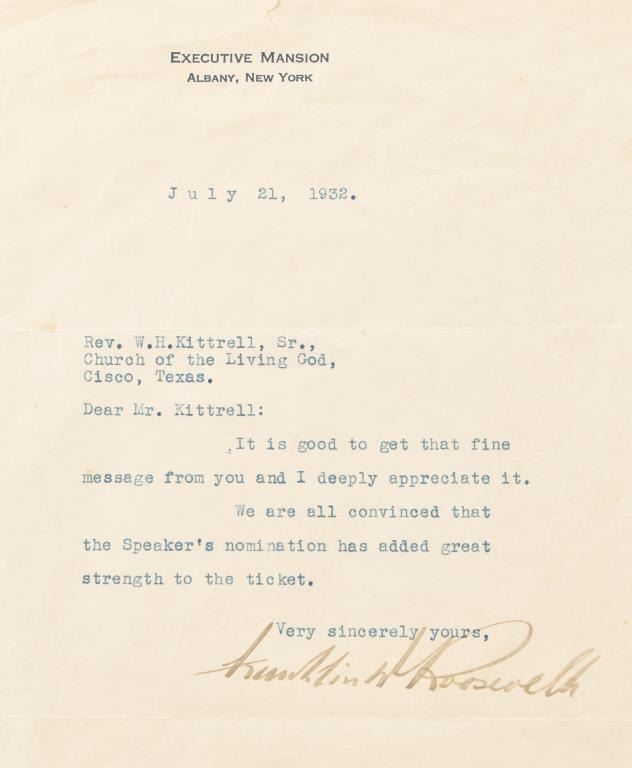 EXECUTIVE MANSION
ALBANY, NEW YORK
July 21, 1932.
Rev. W.H.Kittrell, Sr.,
Church of the Living God,
Cisco, Texas.
Dear Mr. Kittrell:
It is good to get that fine
message from you and I deeply appreciate it.
We are all convinced that
the Speaker's nomination has added great
strength to the ticket.
Very sincerely yours,
Franklin D Roosevelt